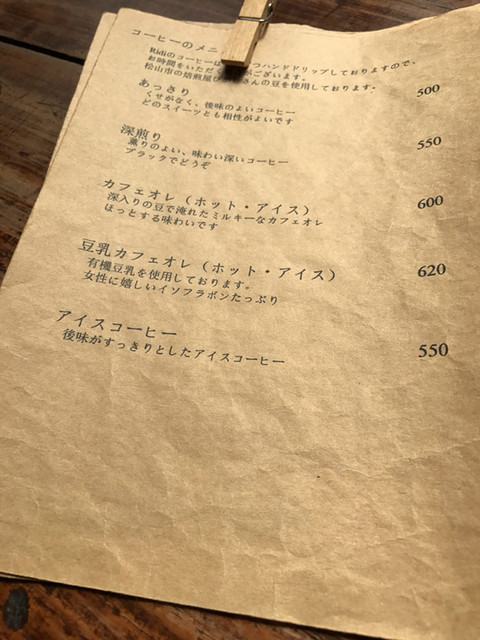 コーヒーのメニ
Ridiのコーヒーは つハンドドリップしておりますので、
お時間をいただ がございます。
松山市の焙煎屋 さんの豆を使用しております。
あっさり 500
くせがなく、後味のよいコーヒー
どのスイーツとも相性がよいです
深煎り 550
薫りのよい、味わい深いコーヒー
ブラックでどうぞ
カフェオレ（ホット・アイス） 600
深入りの豆で淹れたミルキーなカフェオレ
ほっとする味わいです
豆乳カフェオレ（ホット・アイス） 620
有機豆乳を使用しております。
女性に嬉しいイソフラボンたっぷり
アイスコーヒー 550
後味がすっきりとしたアイスコーヒー